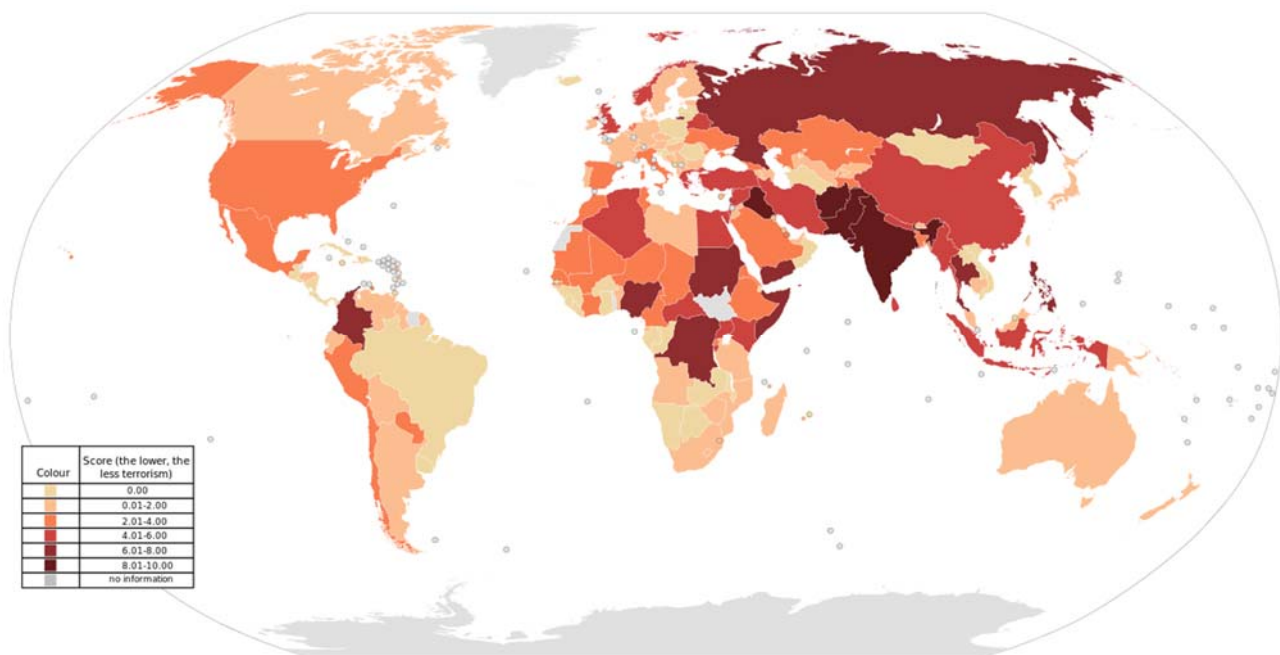 Colour
Score (the lower, the
less terrorism)
0.00
0.01-2.00
2.01-4.00
4.01-6.00
6.01-8.00
8.01-10.00
no information